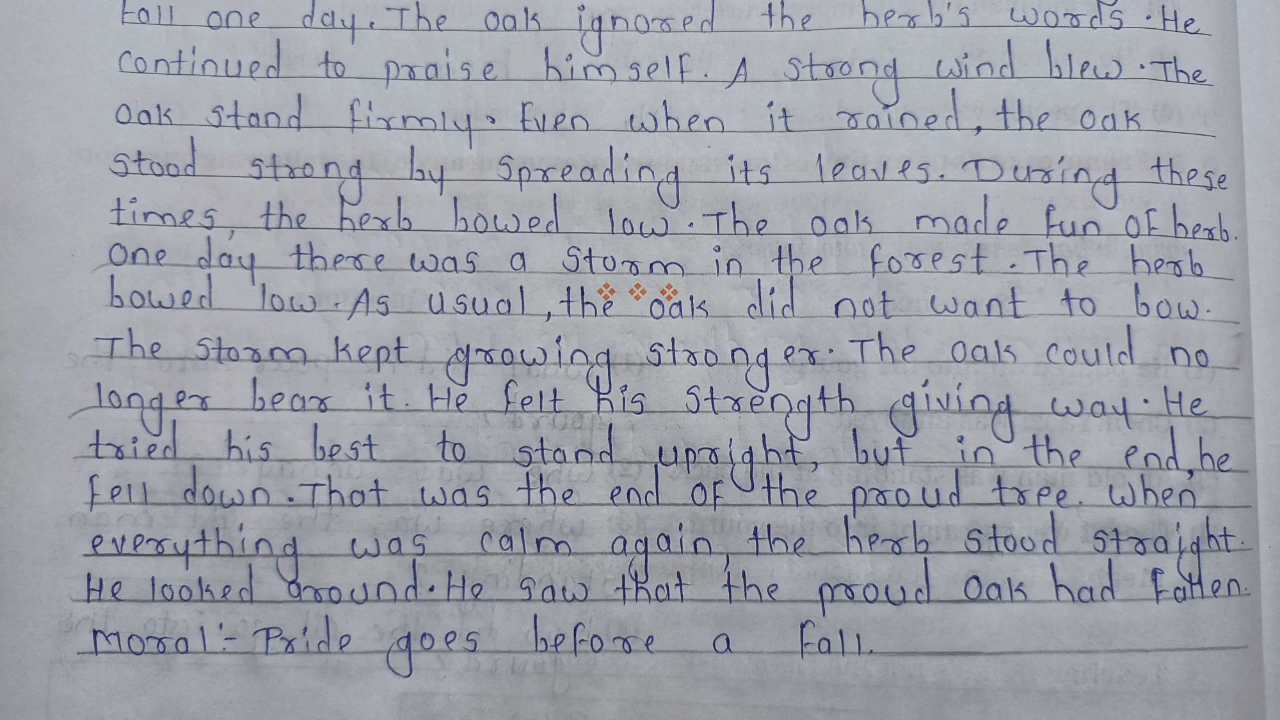 fall one day. The oak ignored the herb's words. He
continued to praise himself. A strong wind blew. The
oak stand firmly. Even when it rained, the oak
stood strong by spreading its leaves. During these
times, the herb bowed low. The oak made fun of herb.
One day there was a storm in the forest. The herb
bowed low. As usual, the oak did not want to bow.
The storm kept growing stronger. The oak could no
longer bear it. He felt his strength giving way. He
tried his best to stand upright, but in the end, he
fell down. That was the end of the proud tree. When
everything was calm again, the herb stood straight.
He looked around. He saw that the proud oak had fallen.
Moral:- Pride goes before a fall.